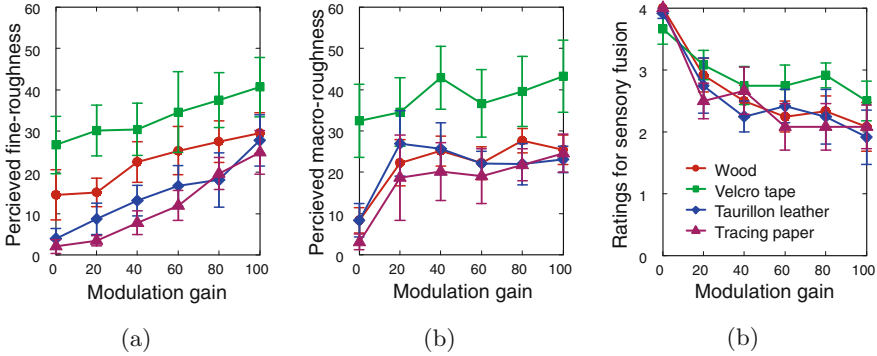 60
50
40
30
20
10
0
Percieved fine-roughness
0 20 40 60 80 100
Modulation gain
(a)
60
50
40
30
20
10
0
Percieved macro-roughness
0 20 40 60 80 100
Modulation gain
(b)
4
3
2
1
0
Ratings for sensory fusion
Wood
Velcro tape
Taurillon leather
Tracing paper
0 20 40 60 80 100
Modulation gain
(b)